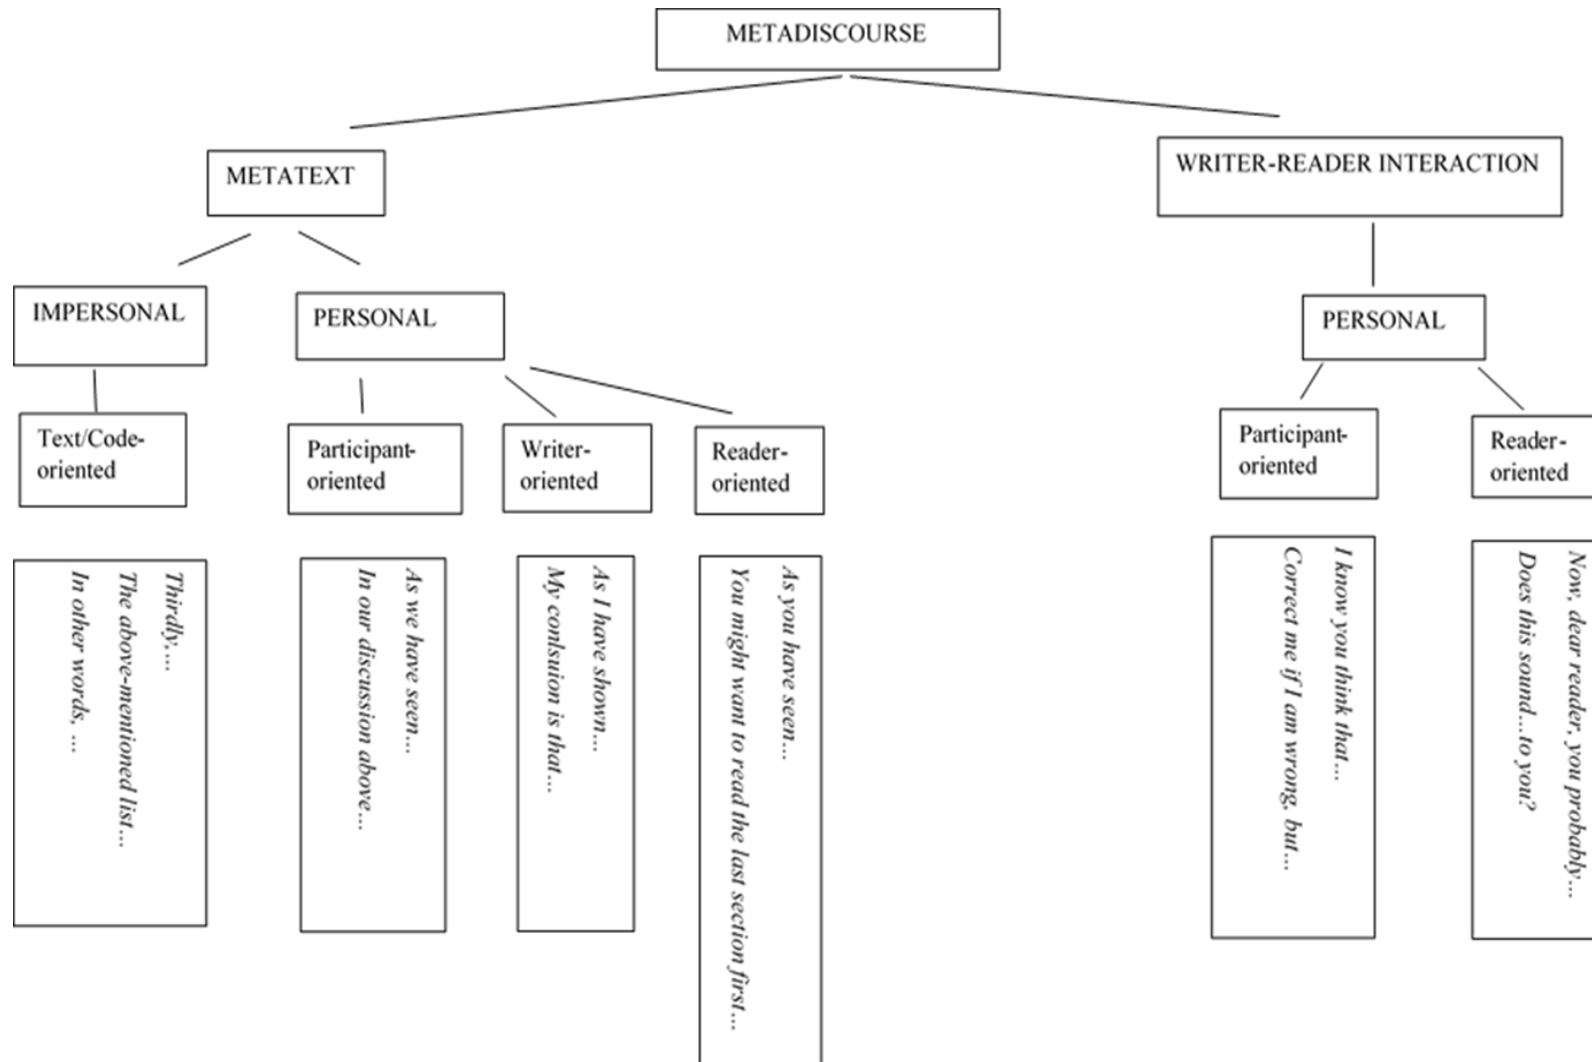 METADISCOURSE
METATEXT
WRITER-READER INTERACTION
IMPERSONAL
PERSONAL
PERSONAL
Text/Code-
oriented
Participant-
oriented
Writer-
oriented
Reader-
oriented
Participant-
oriented
Reader-
oriented
Thirdly,...
The above-mentioned list...
In other words, ...
As we have seen...
In our discussion above...
As I have shown...
My conlsuion is that...
As you have seen...
You might want to read the last section first...
I know you think that...
Correct me if I am wrong, but...
Now, dear reader, you probably...
Does this sound...to you?